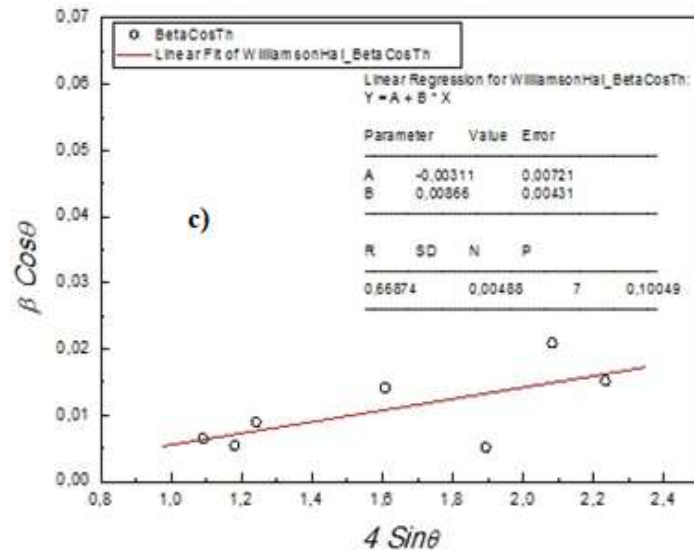 0,07
BetaCosTh
Linear Fit of WilliamsonHal_BetaCosTh
Linear Regression for WilliamsonHal_BetaCosTh:
Y = A + B * X
Parameter Value Error
A -0,00311 0,00721
B 0,00866 0,00431
R SD N P
0,66874 0,00488 7 0,10049
c)
0,06
0,05
0,04
0,03
0,02
0,01
0,00
β Cosθ
0,8 1,0 1,2 1,4 1,6 1,8 2,0 2,2 2,4
4 Sinθ